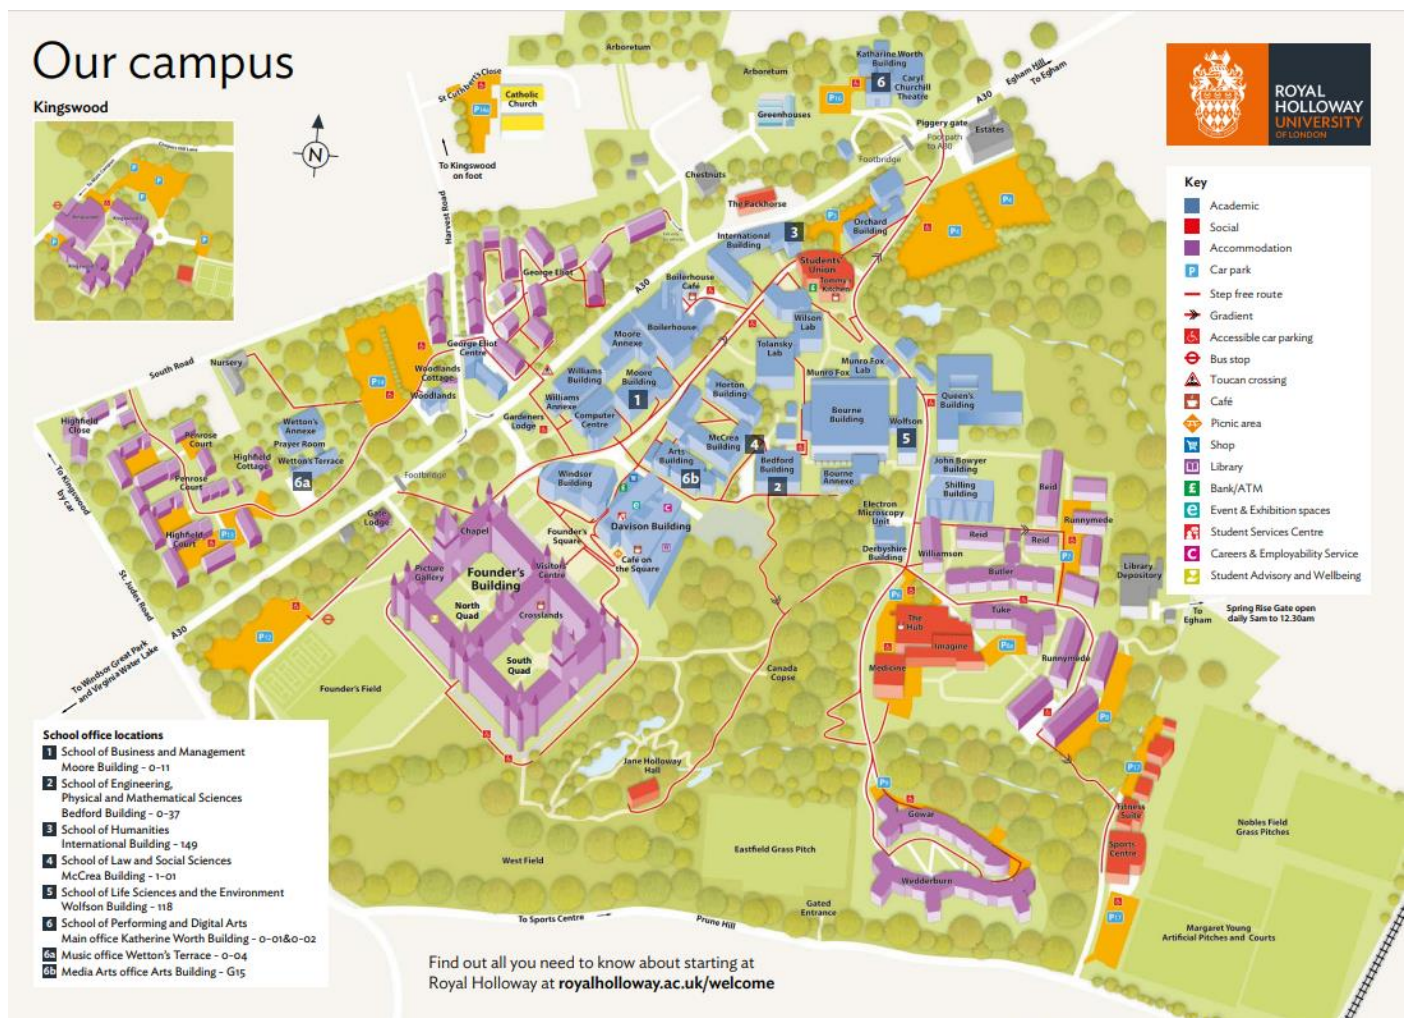 Our campus
Kingswood
N
ROYAL
HOLLOWAY
UNIVERSITY
OF LONDON
Key
Academic
Social
Accommodation
Car park
Step free route
Gradient
Accessible car parking
Bus stop
Toucan crossing
Café
Picnic area
Shop
Library
Bank/ATM
Event & Exhibition spaces
Student Services Centre
Careers & Employability Service
Student Advisory and Wellbeing
Arboretum
Arboretum
St Cuthbert's Close
Catholic
Church
To Kingswood
on foot
Harvest Road
Katharine Worth
Building
6
Caryl
Churchill
Theatre
Greenhouses
Egham Hill
To Egham
A30
Piggery gate
Footpath
to A30
Estates
Footbridge
Chestnuts
The Packhorse
International
Building
3
Orchard
Building
Students'
Union
Tommy's
Kitchen
George Eliot
A30
Boilerhouse
Café
Boilerhouse
Moore
Annexe
Wilson
Lab
Tolansky
Lab
George Eliot
Centre
Woodlands
Cottage
Woodlands
South Road
Nursery
Williams
Building
Moore
Building
1
Williams
Annexe
Computer
Centre
Gardeners
Lodge
Horton
Building
Munro Fox
Lab
Munro Fox
Bourne
Building
Wolfson
5
Queen's
Building
McCrea
Building
4
Bedford
Building
2
Bourne
Annexe
Arts
Building
6b
John Bowyer
Building
Shilling
Building
Electron
Microscopy
Unit
Derbyshire
Building
Highfield
Close
Penrose
Court
Wetton's
Annexe
Prayer Room
Wetton's Terrace
6a
Highfield
Cottage
Penrose
Court
Highfield
Court
To Kingswood
by car
St. Judes Road
Footbridge
Gate
Lodge
Windsor
Building
Chapel
Founder's
Square
Davison Building
Picture
Gallery
Founder's
Building
Visitors
Centre
Café on
the Square
North
Quad
Crosslands
South
Quad
Reid
Runnymede
Reid
Reid
Williamson
Butler
Library
Depository
Tuke
Runnymede
To
Egham
Spring Rise Gate open
daily 5am to 12.30am
The
Hub
Imagine
Medicine
A30
To Windsor Great Park
and Virginia Water Lake
Founder's Field
Canada
Copse
Jane Holloway
Hall
Gowar
Wedderburn
Fitness
Suite
Sports
Centre
Nobles Field
Grass Pitches
Margaret Young
Artificial Pitches and Courts
West Field
Eastfield Grass Pitch
Gated
Entrance
To Sports Centre
Prune Hill
School office locations
1 School of Business and Management
Moore Building - 0-11
2 School of Engineering,
Physical and Mathematical Sciences
Bedford Building - 0-37
3 School of Humanities
International Building - 149
4 School of Law and Social Sciences
McCrea Building - 1-01
5 School of Life Sciences and the Environment
Wolfson Building - 118
6 School of Performing and Digital Arts
Main office Katherine Worth Building - 0-01&0-02
6a Music office Wetton's Terrace - 0-04
6b Media Arts office Arts Building - G15
Find out all you need to know about starting at
Royal Holloway at royalholloway.ac.uk/welcome